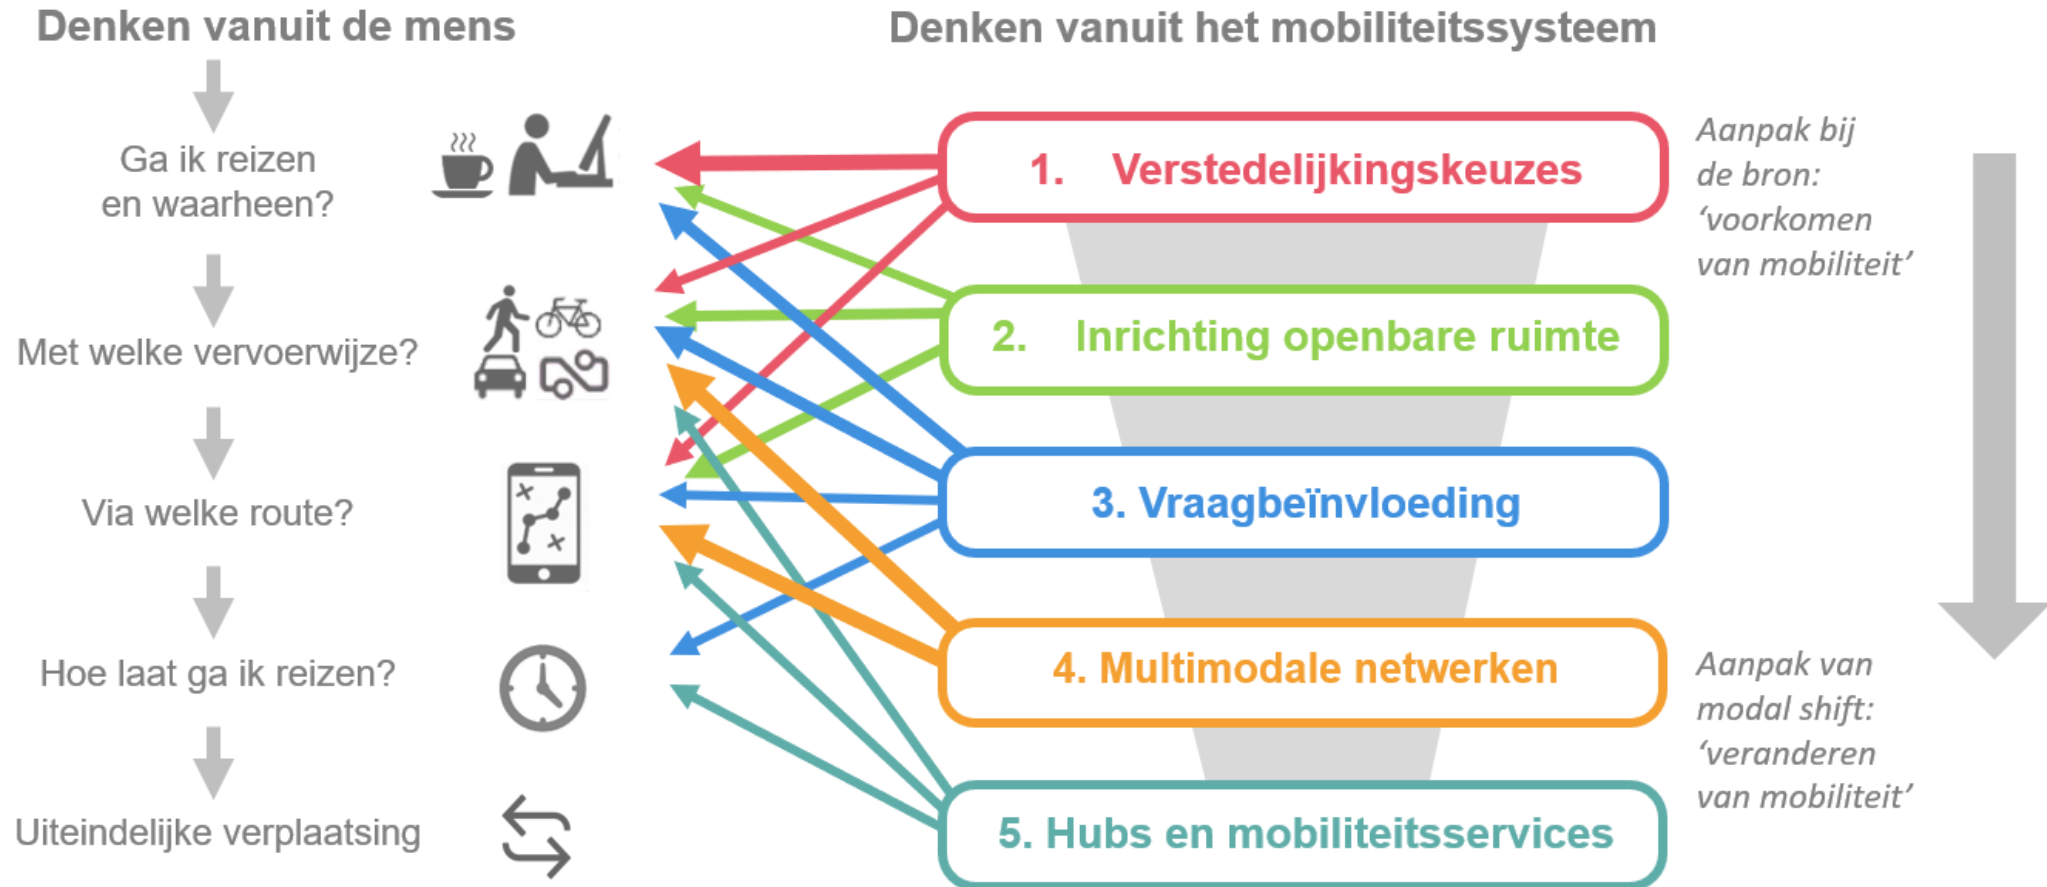 Denken vanuit de mens
Ga ik reizen
en waarheen?
Met welke vervoerwijze?
Via welke route?
Hoe laat ga ik reizen?
Uiteindelijke verplaatsing
Denken vanuit het mobiliteitssysteem
1. Verstedelijkingskeuzes
2. Inrichting openbare ruimte
3. Vraagbeïnvloeding
4. Multimodale netwerken
5. Hubs en mobiliteitsservices
Aanpak bij
de bron:
‘voorkomen
van mobiliteit’
Aanpak van
modal shift:
‘veranderen
van mobiliteit’